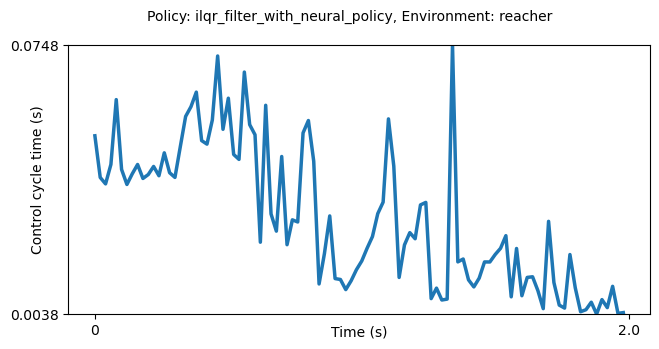 Policy: ilqr_filter_with_neural_policy, Environment: reacher
0.0748
Control cycle time (s)
0.0038
0
Time (s)
2.0